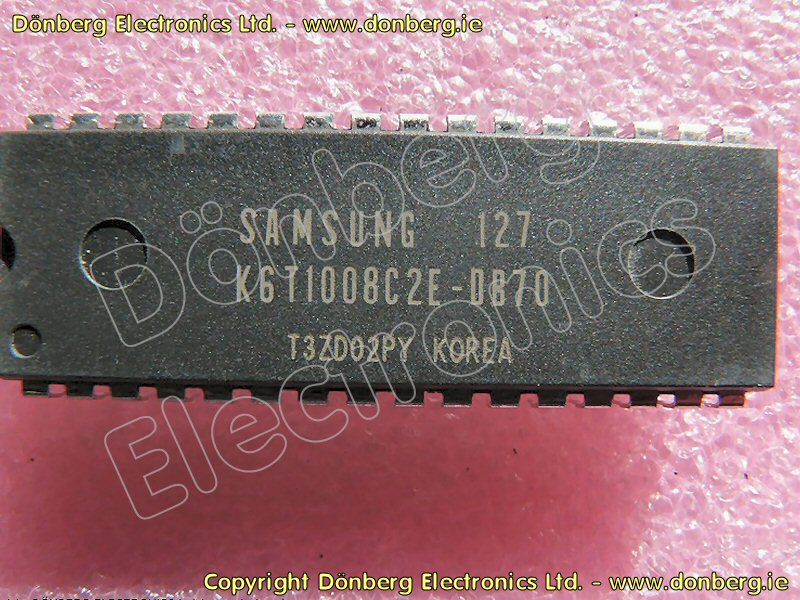 Dönberg Electronics Ltd. - www.donberg.ie
SAMSUNG 127
K6T1008C2E-DB70
T3ZD02PY KOREA
Dönberg
Electronics
Copyright Dönberg Electronics Ltd. - www.donberg.ie